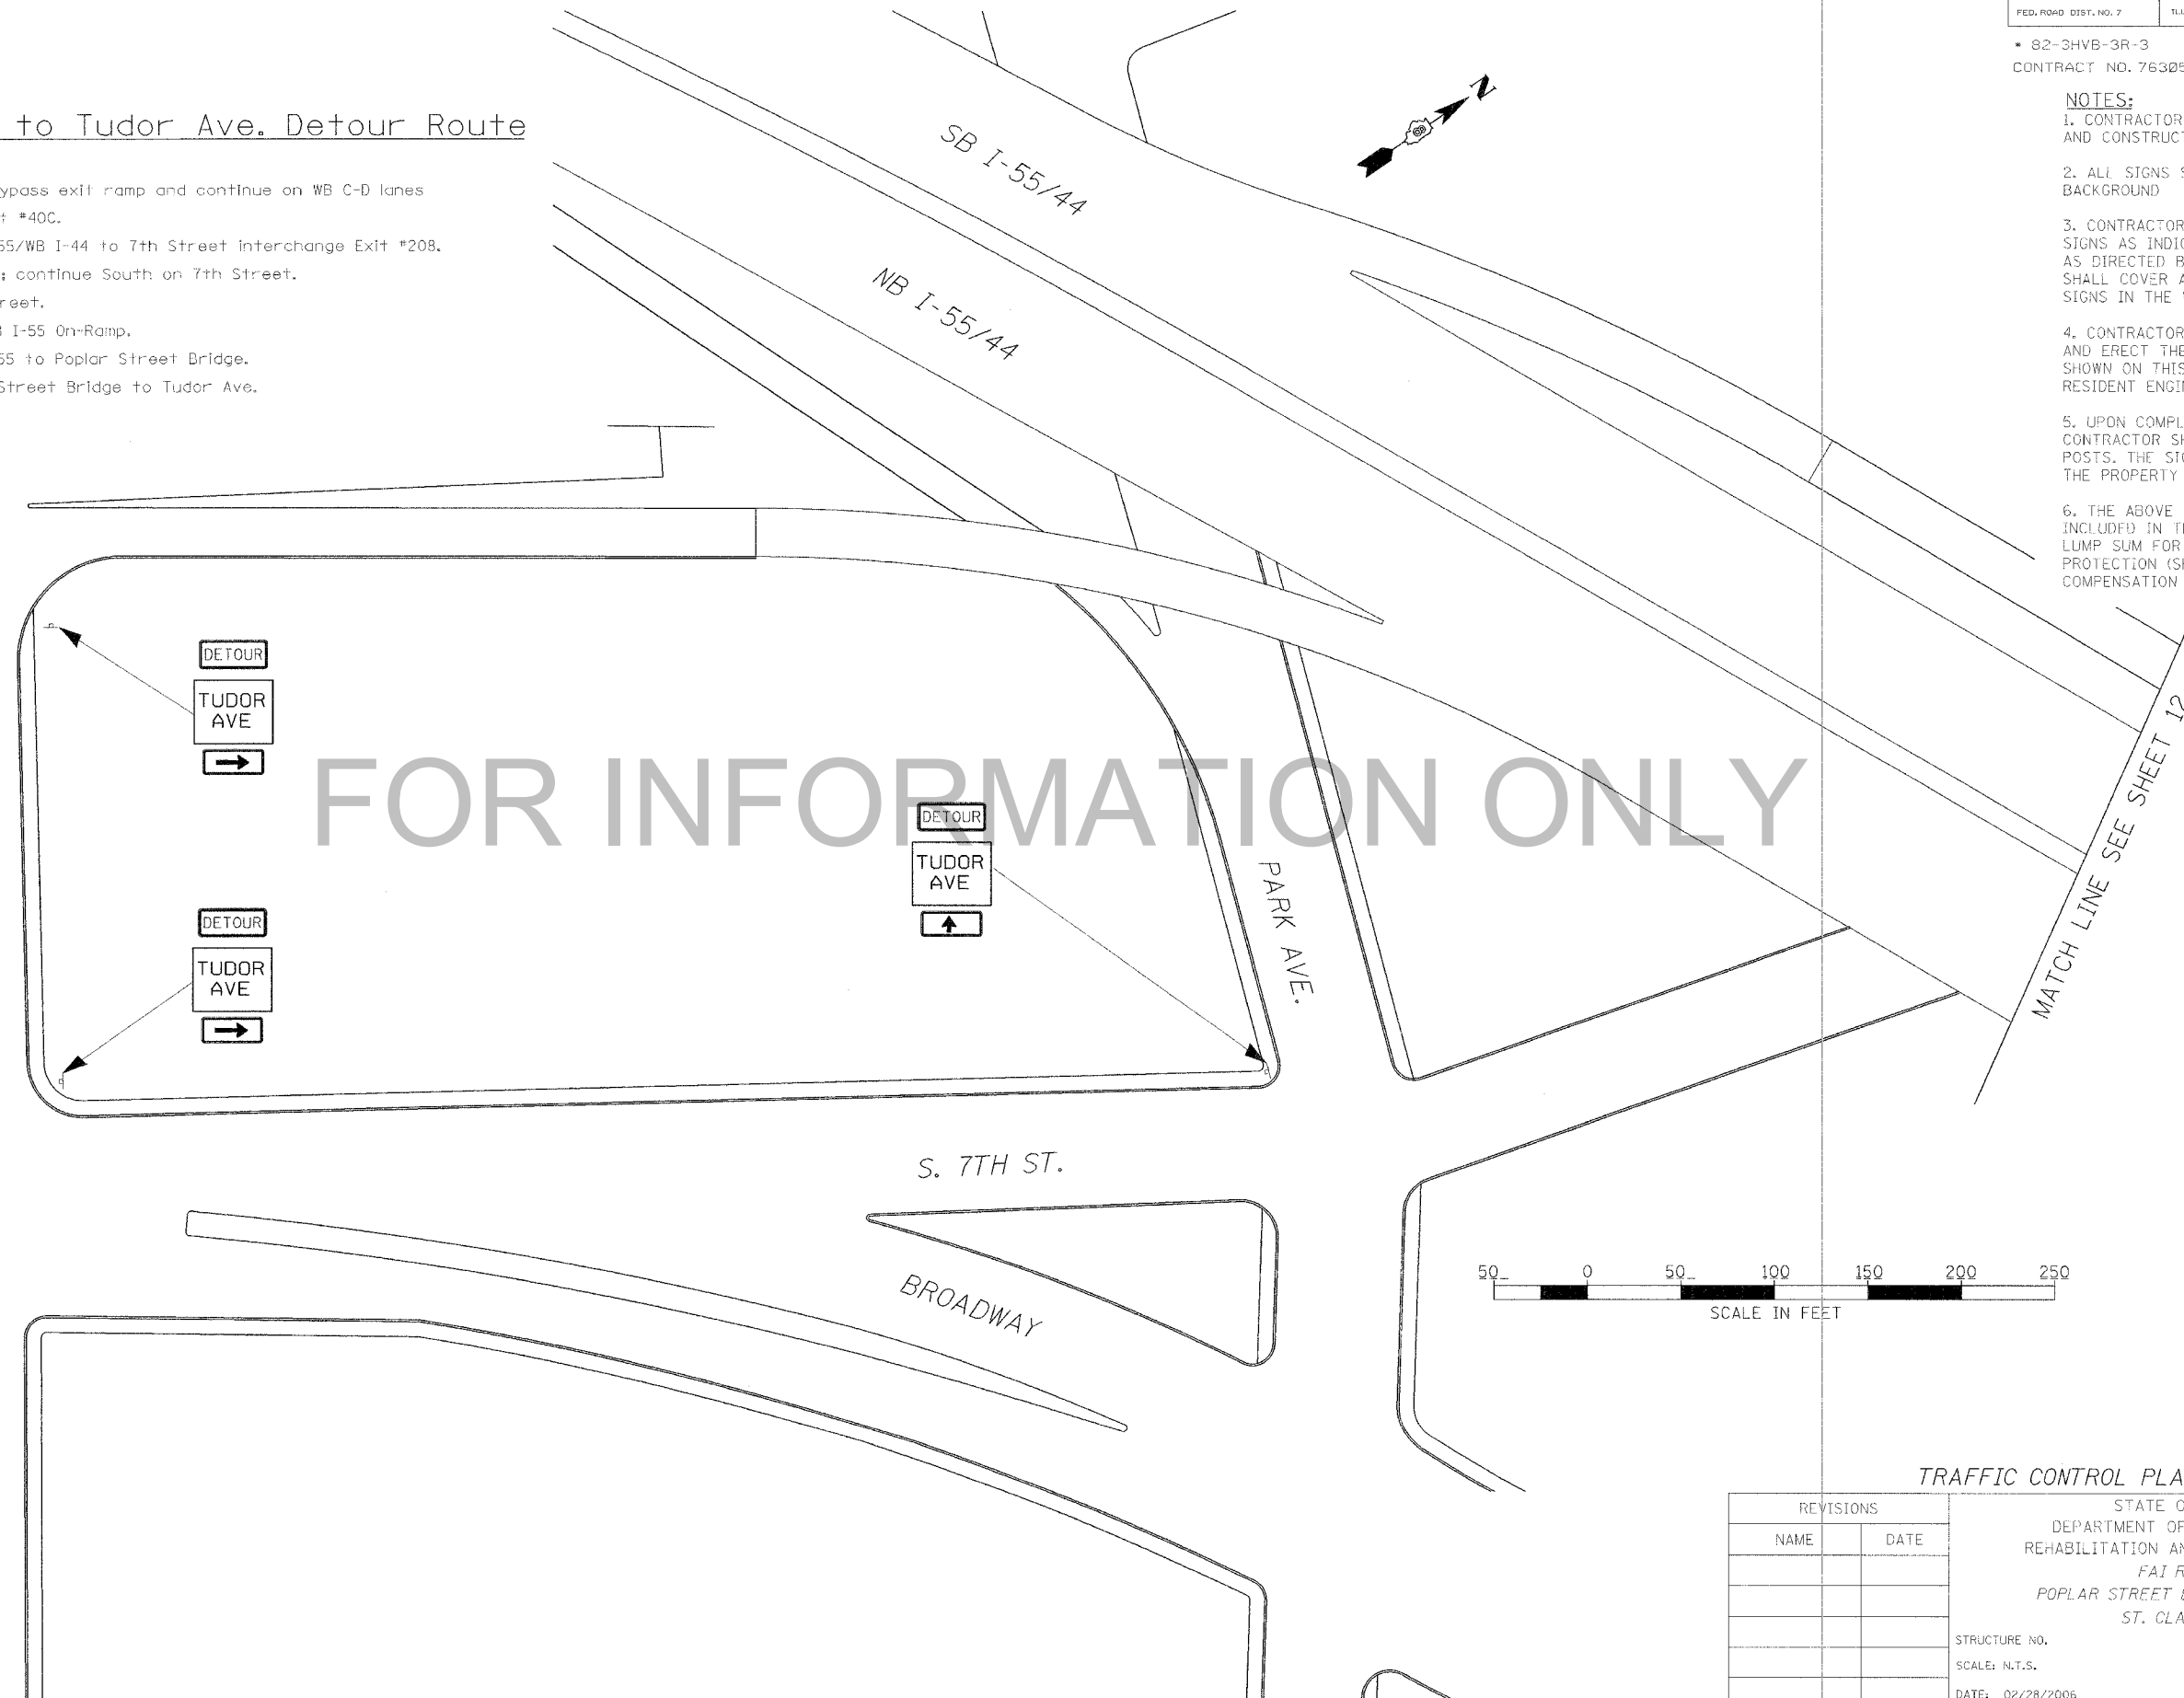 FED. ROAD DIST. NO. 7
* 82-3HVB-3R-3
CONTRACT NO. 76305
to Tudor Ave. Detour Route
ypass exit ramp and continue on WB C-D lanes
#40C.
55/WB I-44 to 7th Street interchange Exit #208.
; continue South on 7th Street.
reet.
I-55 On-Ramp.
55 to Poplar Street Bridge.
Street Bridge to Tudor Ave.
N
SB I-55/44
NB I-55/44
NOTES:
1. CONTRACTOR
AND CONSTRUCT
2. ALL SIGNS S
BACKGROUND
3. CONTRACTOR
SIGNS AS INDIC
AS DIRECTED B
SHALL COVER A
SIGNS IN THE
4. CONTRACTOR
AND ERECT THE
SHOWN ON THIS
RESIDENT ENGI
5. UPON COMPL
CONTRACTOR SH
POSTS. THE SIG
THE PROPERTY
6. THE ABOVE
INCLUDED IN T
LUMP SUM FOR
PROTECTION (S
COMPENSATION
DETOUR
TUDOR
AVE
DETOUR
TUDOR
AVE
DETOUR
TUDOR
AVE
FOR INFORMATION ONLY
PARK AVE.
MATCH LINE SEE SHEET 12
S. 7TH ST.
BROADWAY
50 0 50 100 150 200 250
SCALE IN FEET
TRAFFIC CONTROL PLA
REVISIONS
NAME DATE
STATE O
DEPARTMENT OF
REHABILITATION AN
FAI R
POPLAR STREET
ST. CLA
STRUCTURE NO.
SCALE: N.T.S.
DATE: 02/28/2006